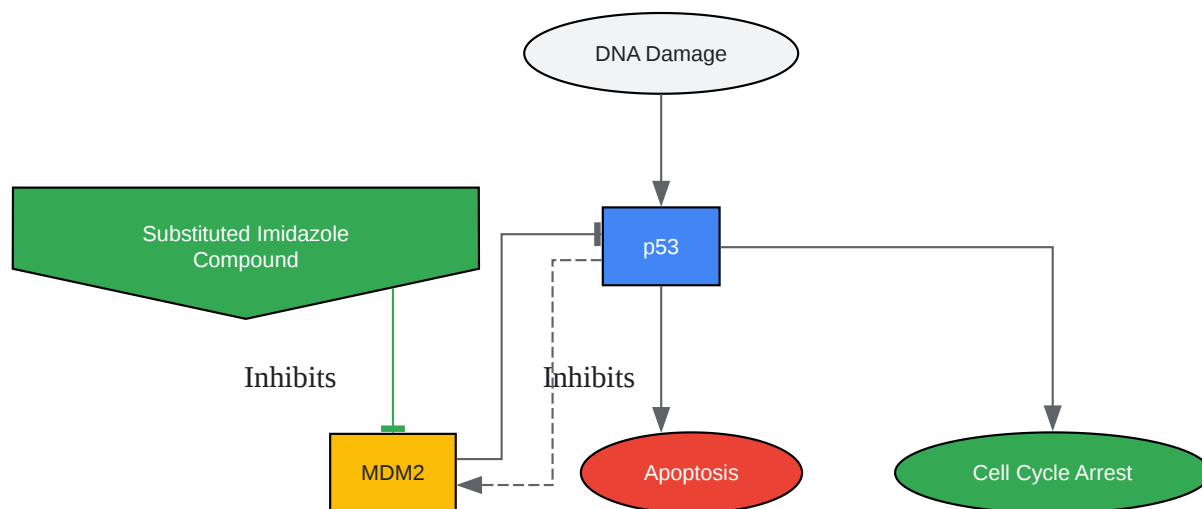 DNA Damage
Substituted Imidazole
Compound
p53
Inhibits
Inhibits
MDM2
Apoptosis
Cell Cycle Arrest